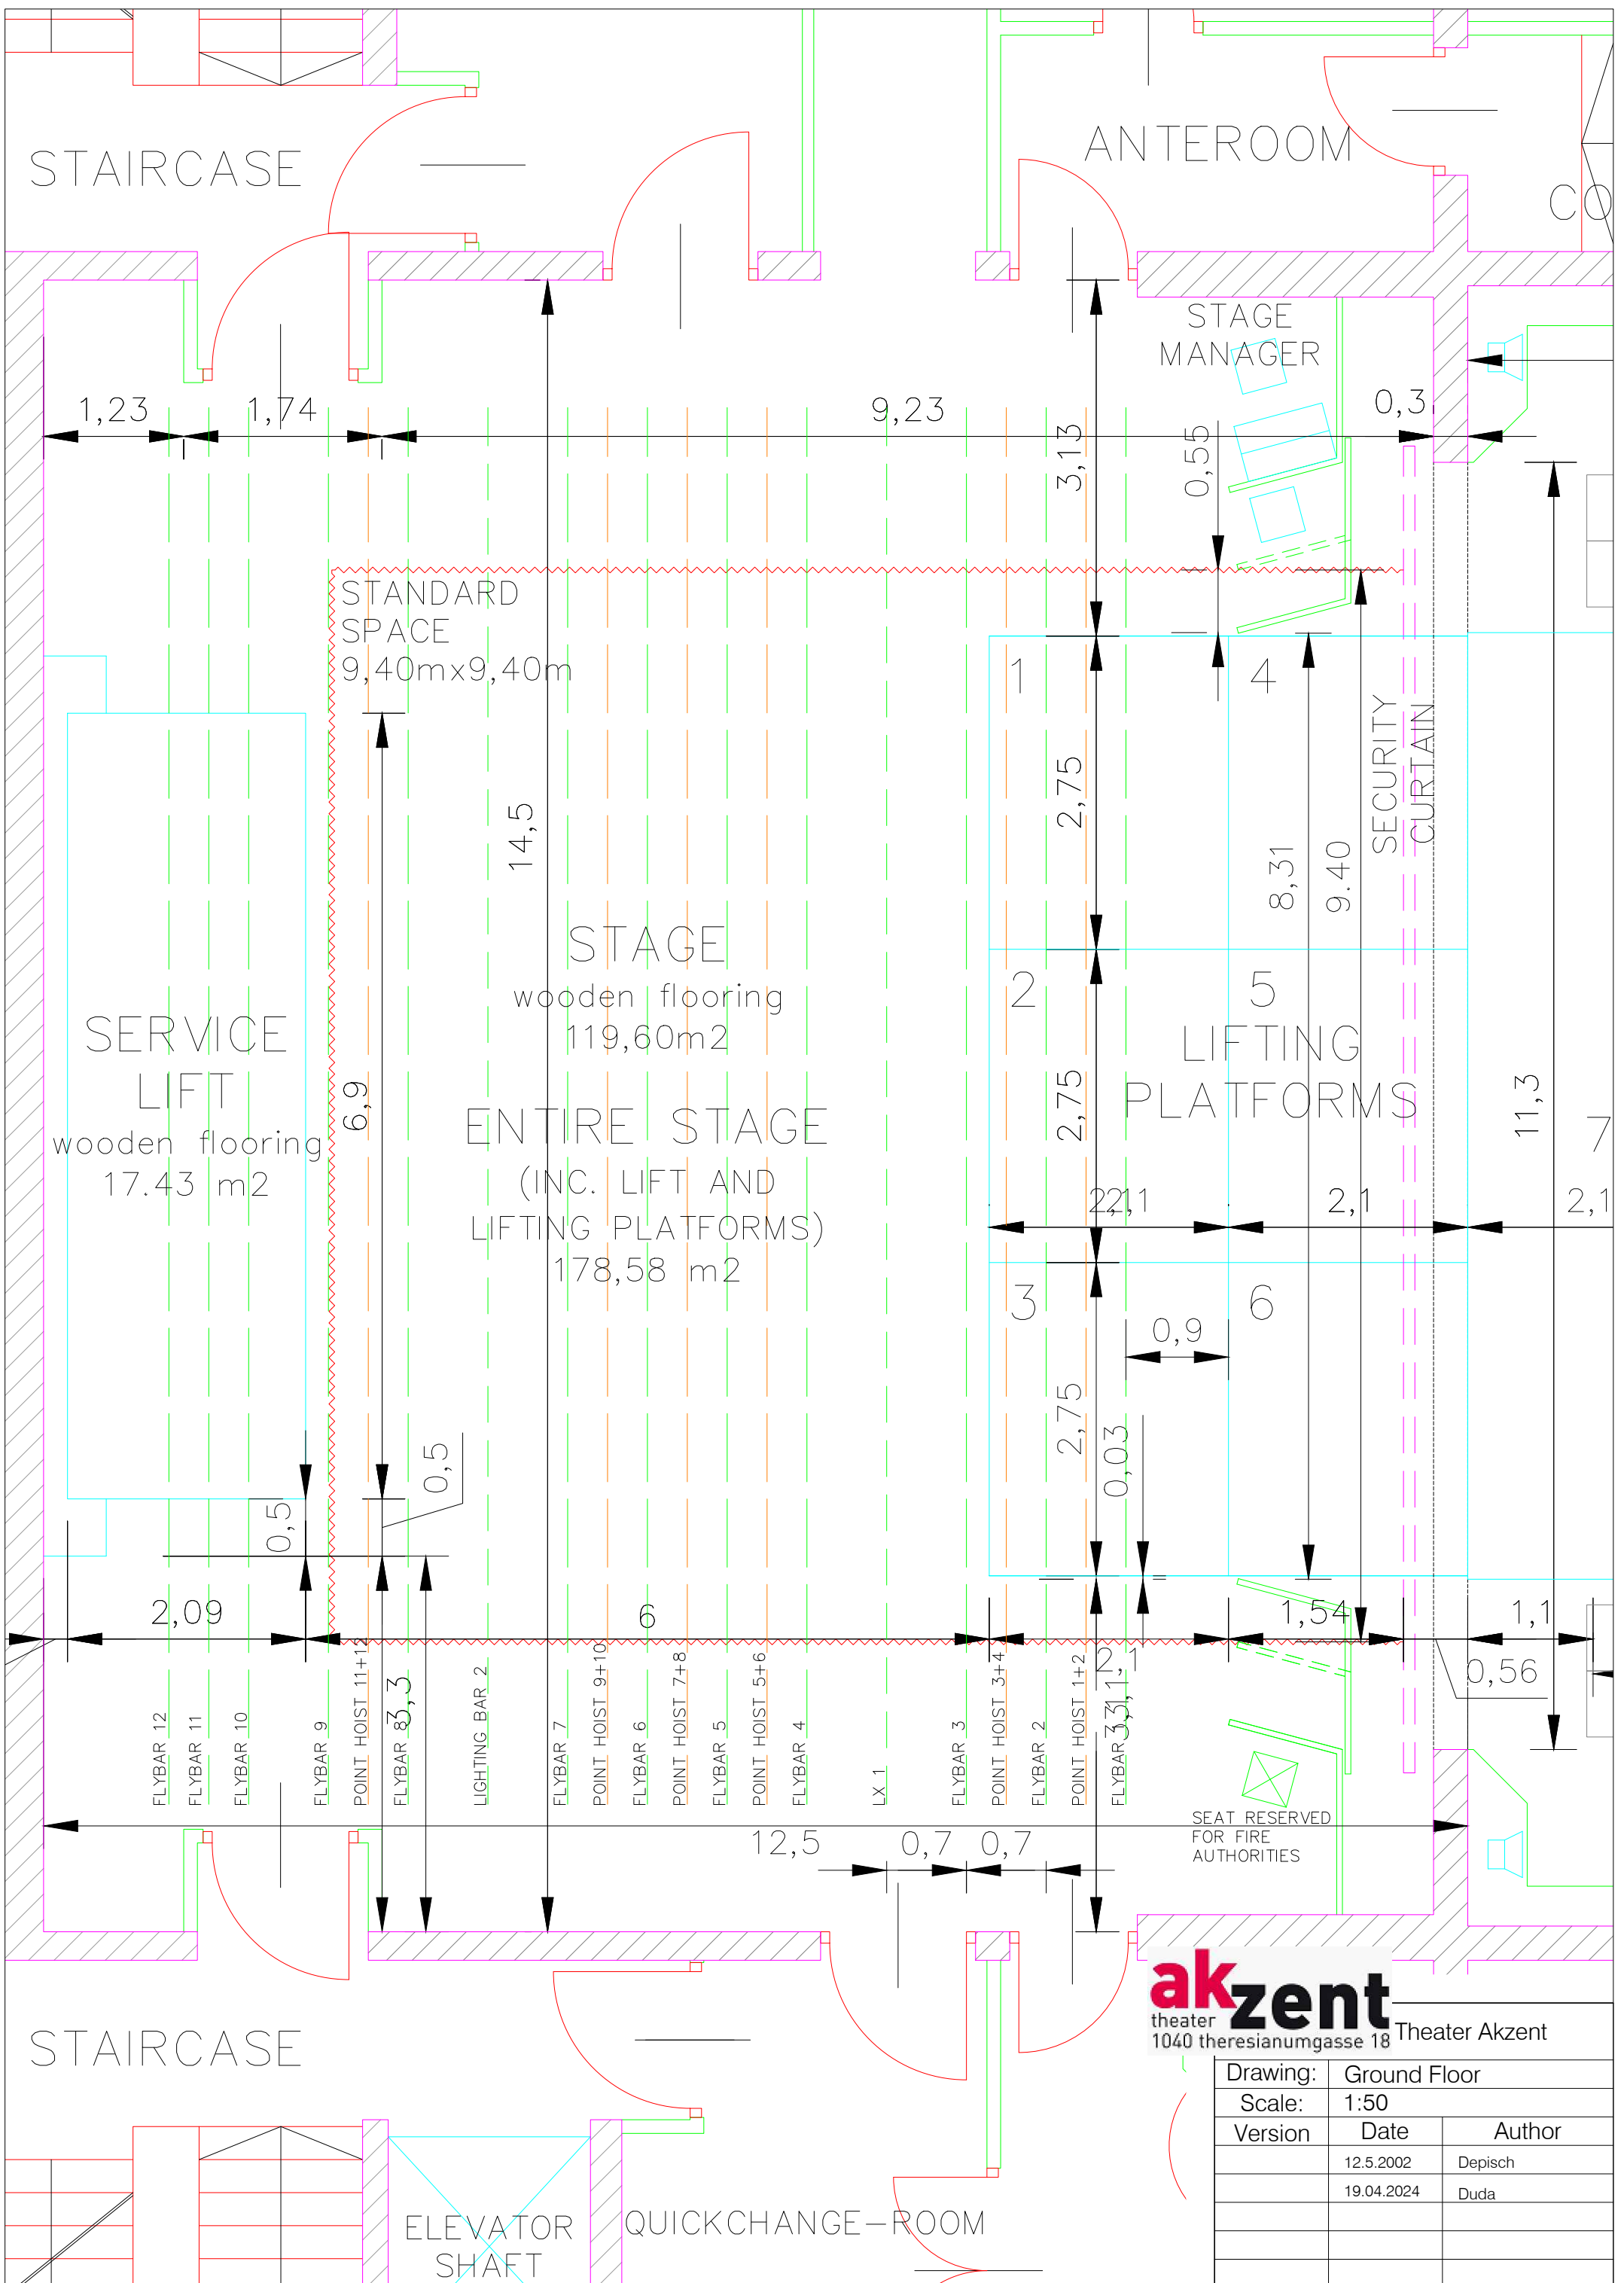 STAIRCASE
ANTEROOM
CO
STAGE
MANAGER
1,23
1,74
9,23
0,3
3,13
0,55
STANDARD
SPACE
9,40mx9,40m
1
4
SECURITY
CURTAIN
2,75
14,5
8,31
9.40
STAGE
wooden flooring
119,60m2
2
5
LIFTING
PLATFORMS
SERVICE
LIFT
wooden flooring
17.43 m2
6,9
2,75
11,3
7
ENTIRE STAGE
(INC. LIFT AND
LIFTING PLATFORMS)
178,58 m2
2,1
2,1
3
6
0,9
2,75
0,03
0,5
0,5
2,09
6
2,1
1,54
1,1
0,56
3,3
FLYBAR 12
FLYBAR 11
FLYBAR 10
FLYBAR 9
POINT HOIST 11+12
FLYBAR 8
LIGHTING BAR 2
FLYBAR 7
POINT HOIST 9+10
FLYBAR 6
POINT HOIST 7+8
FLYBAR 5
POINT HOIST 5+6
FLYBAR 4
LX 1
FLYBAR 3
POINT HOIST 3+4
FLYBAR 2
POINT HOIST 1+2
FLYBAR
SEAT RESERVED
FOR FIRE
AUTHORITIES
12,5
0,7
0,7
akzent
theater
1040 theresianumgasse 18
Theater Akzent
Drawing: Ground Floor
Scale: 1:50
Version Date Author
12.5.2002 Depisch
19.04.2024 Duda
STAIRCASE
ELEVATOR
SHAFT
QUICKCHANGE-ROOM